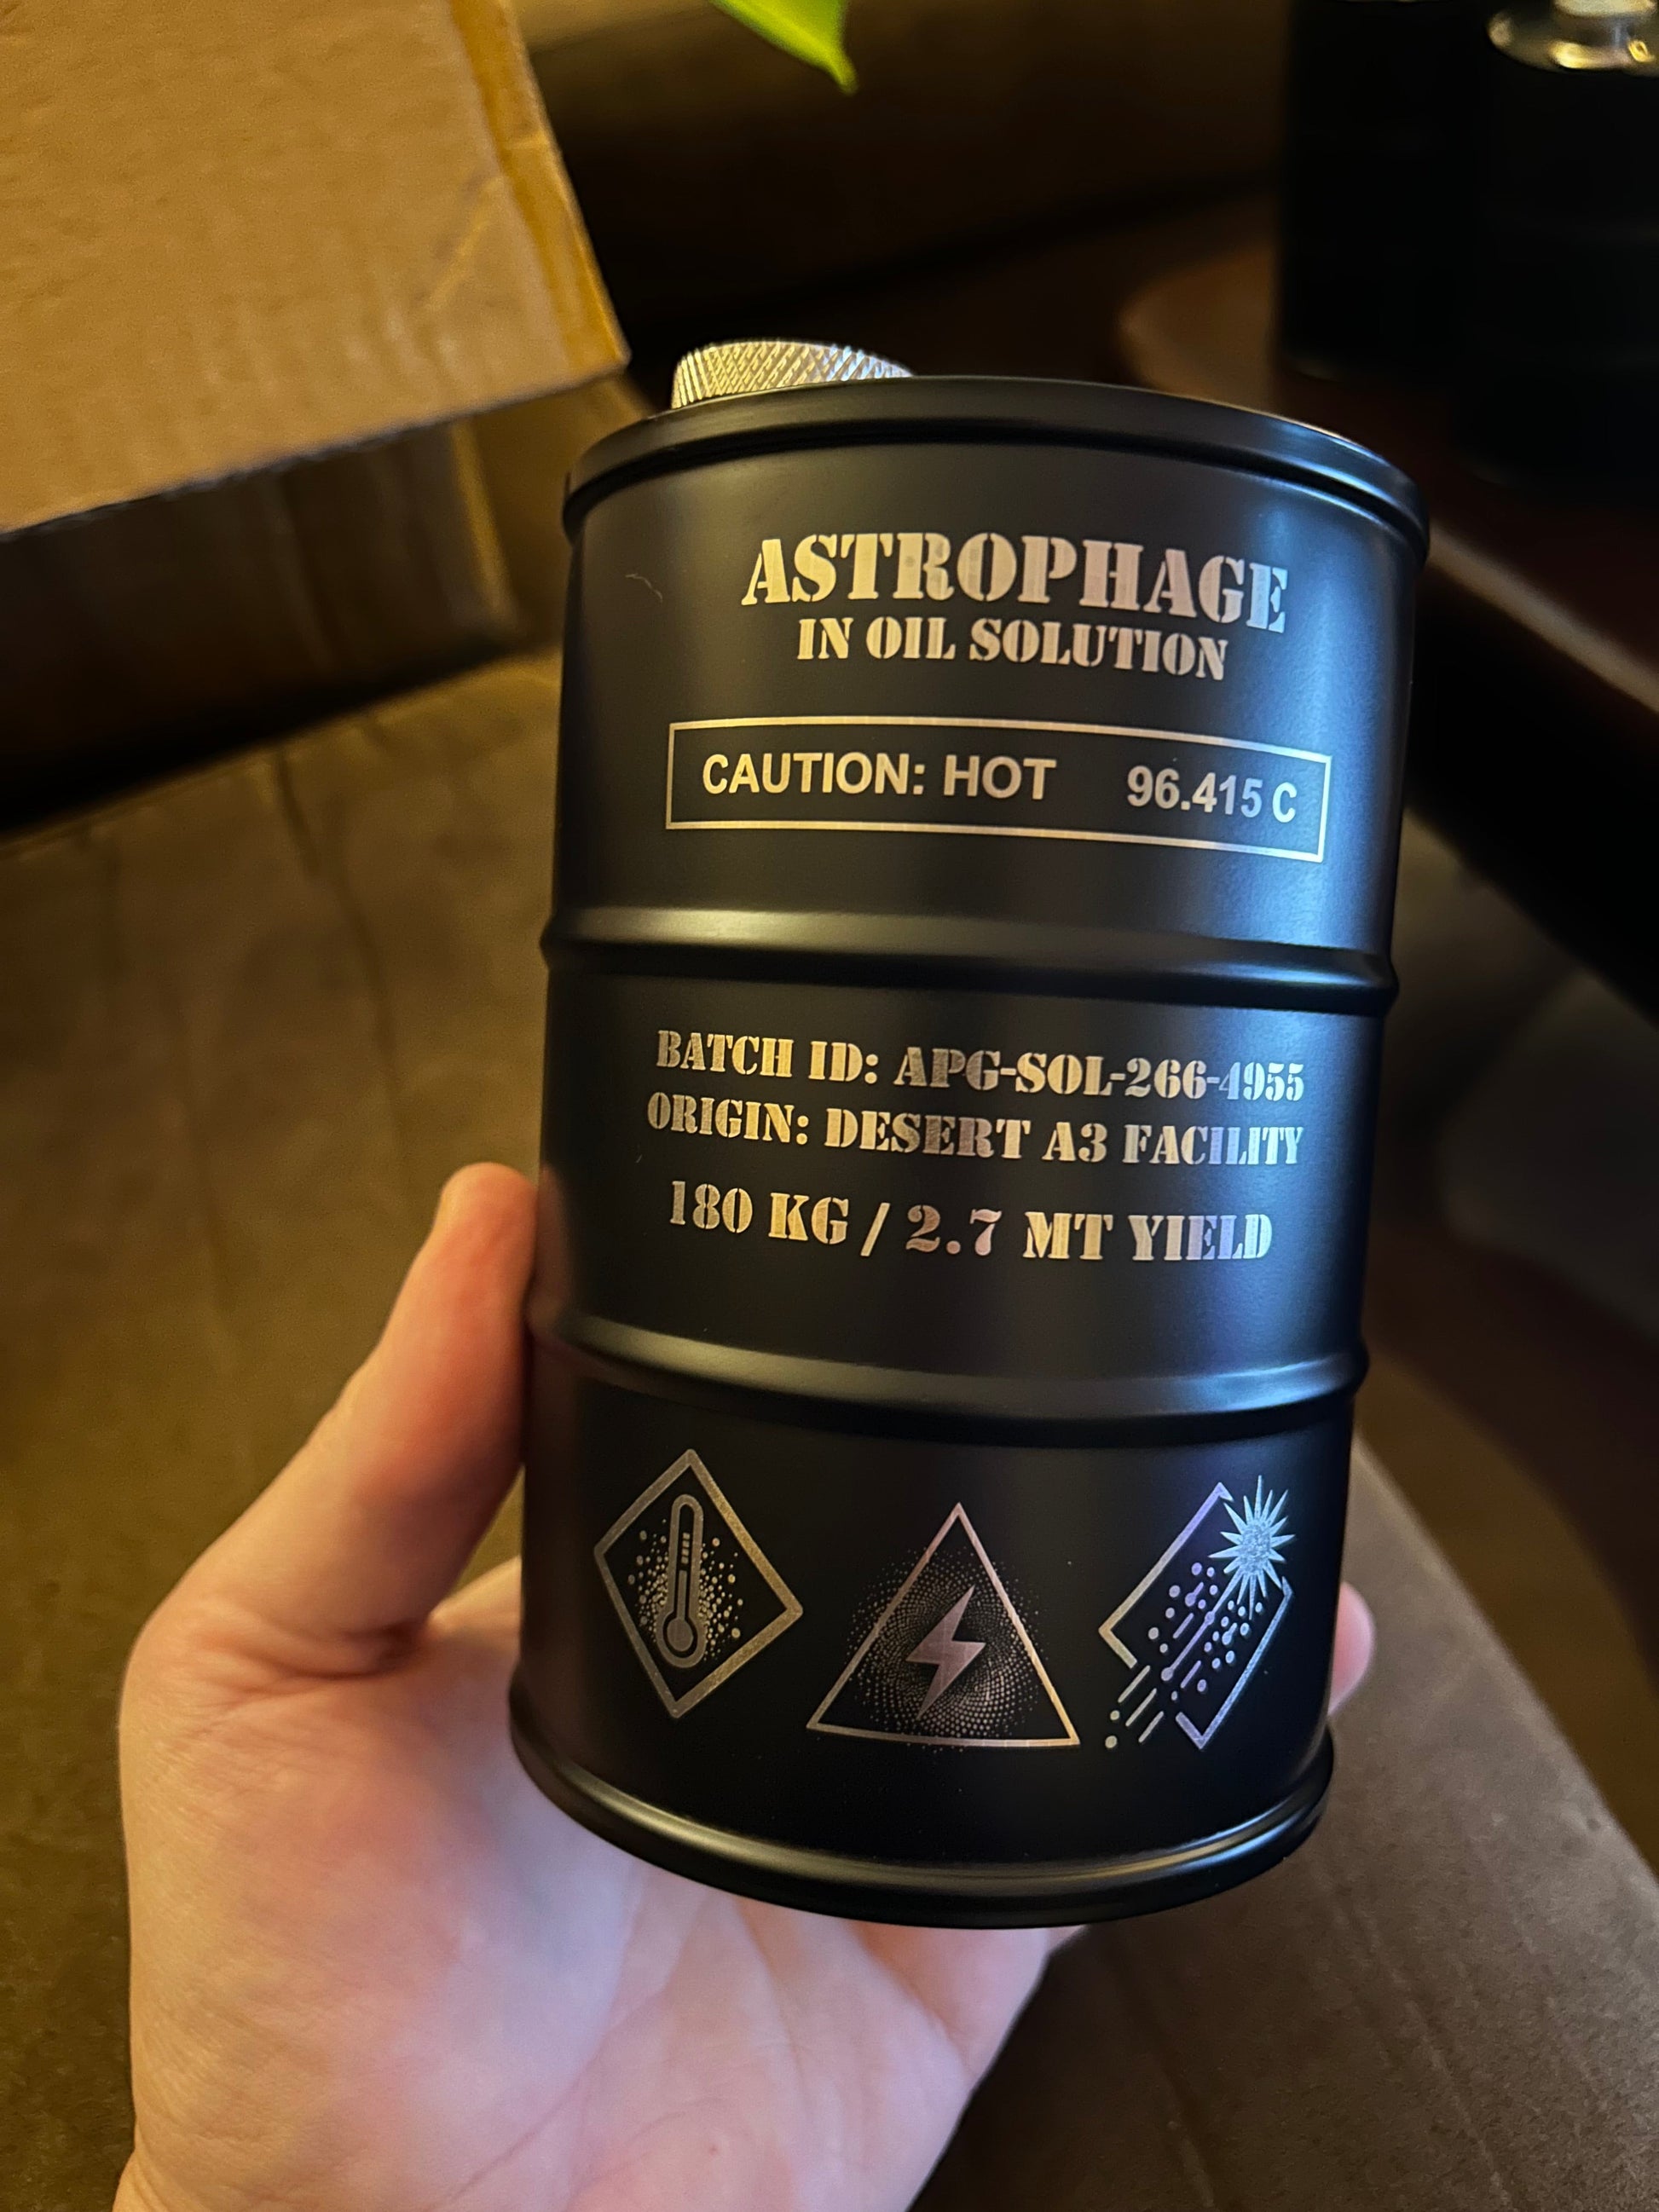 ASTROPHAGE
IN OIL SOLUTION
CAUTION: HOT 96.415 C
BATCH ID: APG-SOL-266-4955
ORIGIN: DESERT A3 FACILITY
180 KG / 2.7 MT YIELD